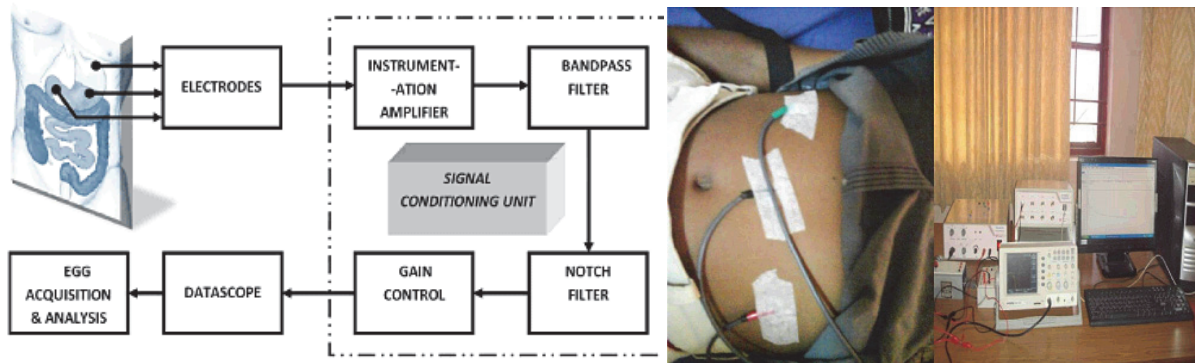 ELECTRODES
INSTRUMENT-
-ATION
AMPLIFIER
BANDPASS
FILTER
SIGNAL
CONDITIONING UNIT
EGG
ACQUISITION
& ANALYSIS
DATASCOPE
GAIN
CONTROL
NOTCH
FILTER